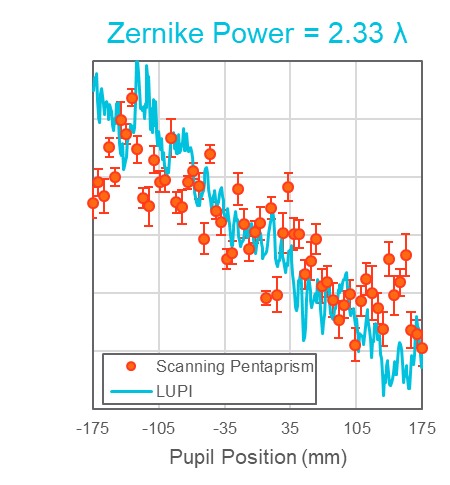 Zernike Power = 2.33 λ
Scanning Pentaprism
LUPI
-175 -105 -35 35 105 175
Pupil Position (mm)